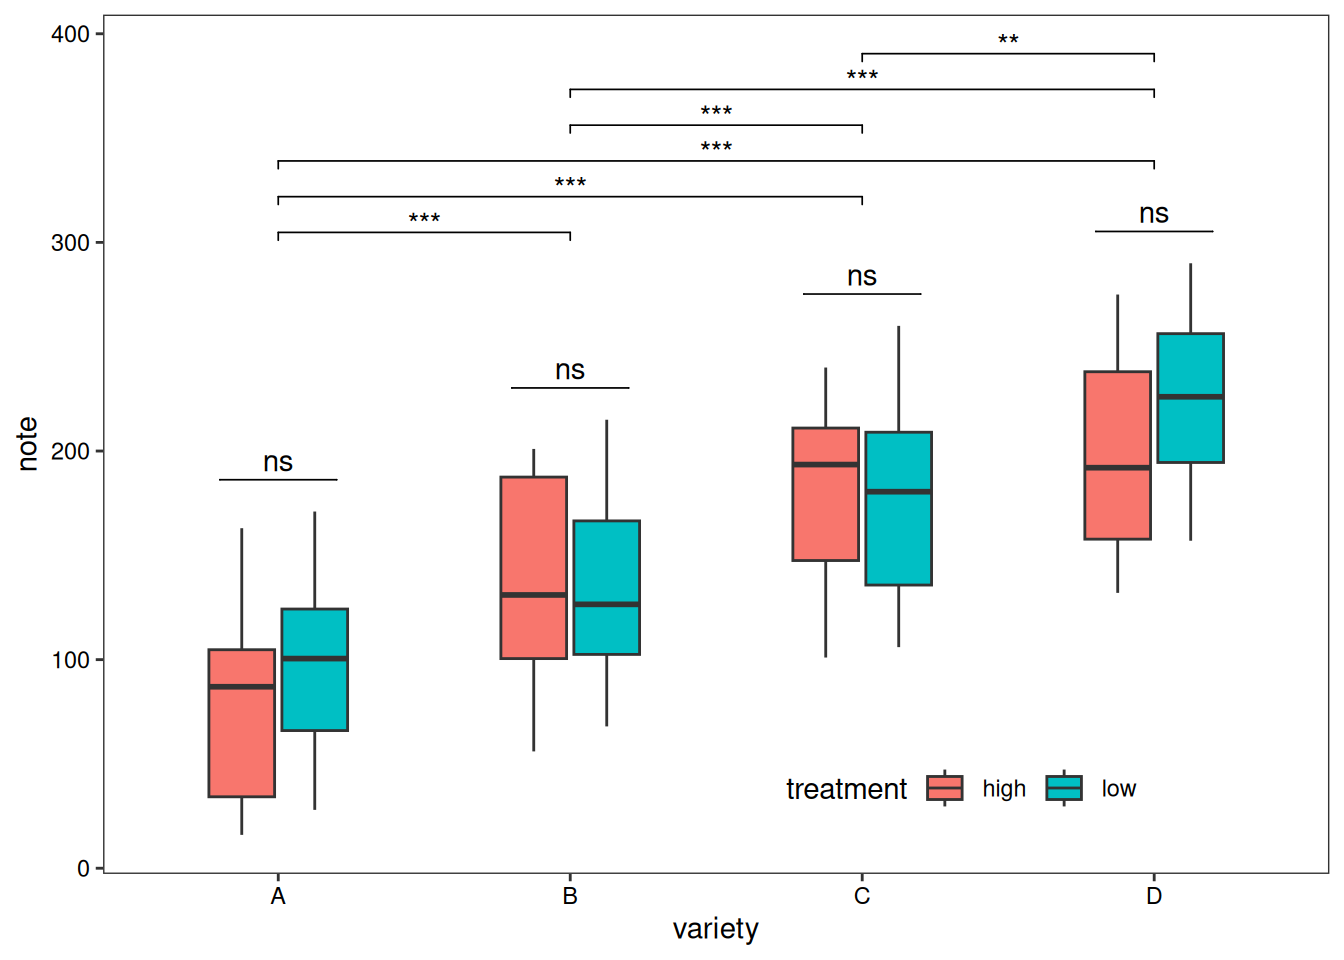 400
**
***
***
***
***
***
ns
300
ns
ns
200
ns
note
100
treatment high low
0
A B C D
variety